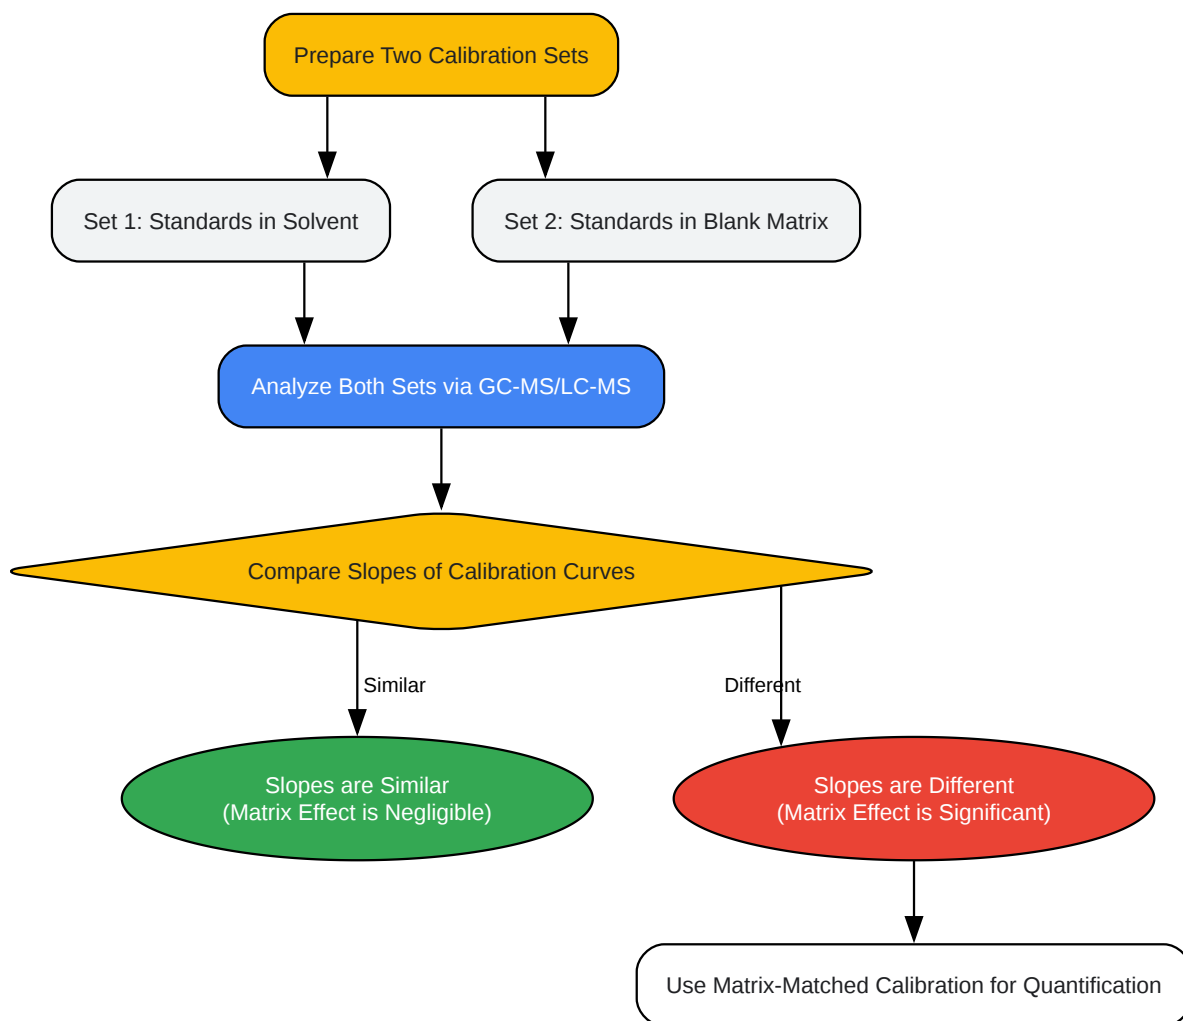 Prepare Two Calibration Sets
Set 1: Standards in Solvent
Set 2: Standards in Blank Matrix
Analyze Both Sets via GC-MS/LC-MS
Compare Slopes of Calibration Curves
Similar
Different
Slopes are Similar
(Matrix Effect is Negligible)
Slopes are Different
(Matrix Effect is Significant)
Use Matrix-Matched Calibration for Quantification